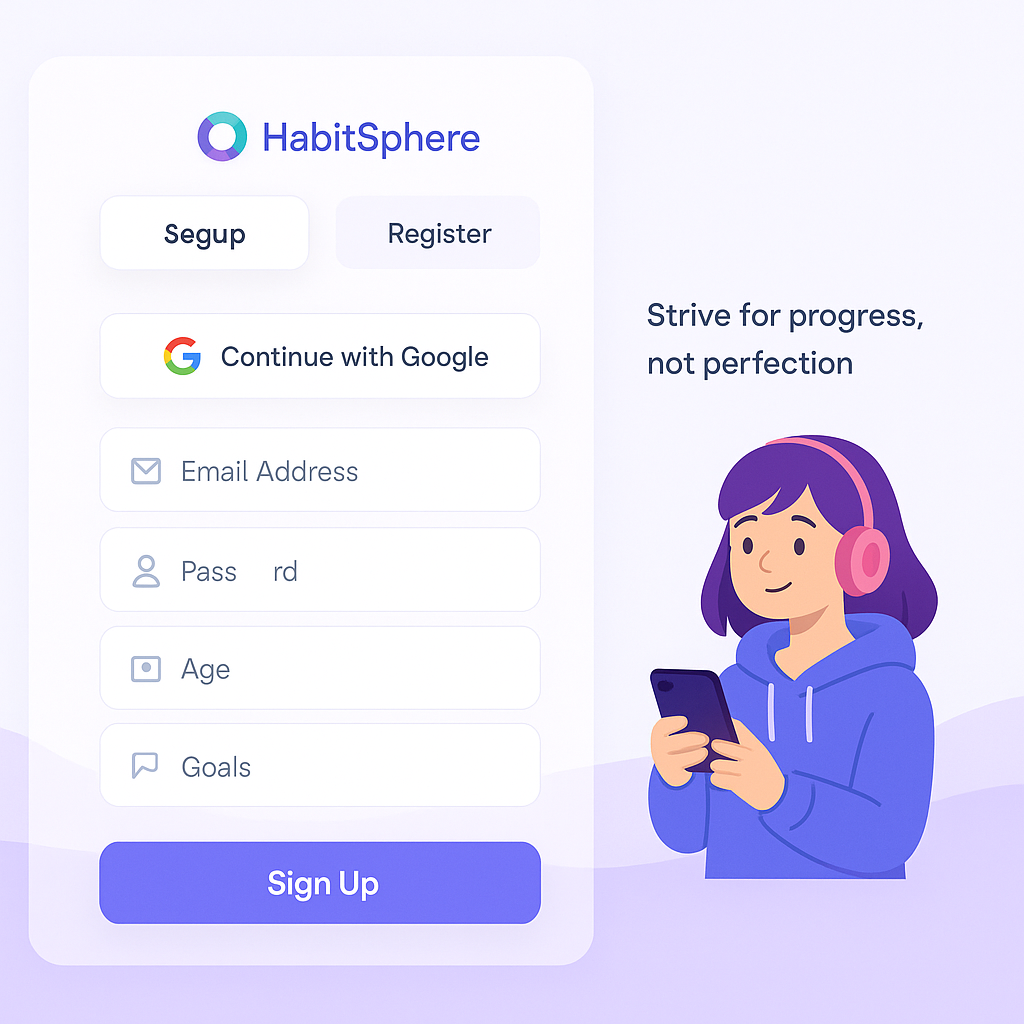 HabitSphere
Segup
Register
Continue with Google
Email Address
Pass rd
Age
Goals
Sign Up
Strive for progress,
not perfection